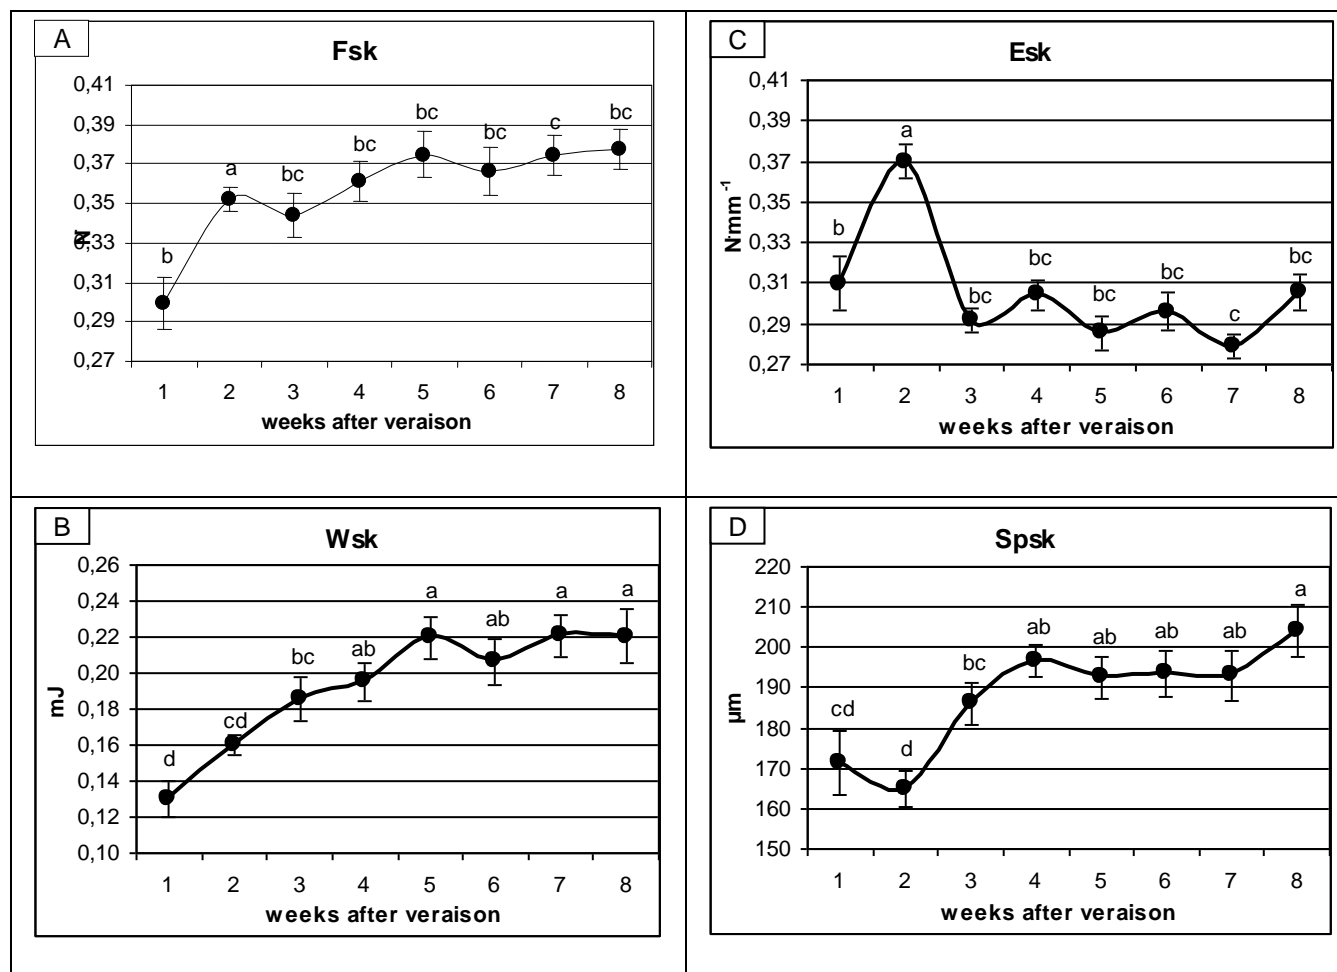 A
Fsk
0,41
0,39
0,37
0,35
0,33
0,31
0,29
0,27
N
b
a
bc
bc
bc
bc
c
bc
1 2 3 4 5 6 7 8
weeks after veraison
C
Esk
0,41
0,39
0,37
0,35
0,33
0,31
0,29
0,27
N·mm⁻¹
b
a
bc
bc
bc
bc
c
bc
1 2 3 4 5 6 7 8
weeks after veraison
B
Wsk
0,26
0,24
0,22
0,20
0,18
0,16
0,14
0,12
0,10
mJ
d
cd
bc
ab
a
ab
a
a
1 2 3 4 5 6 7 8
weeks after veraison
D
Spsk
220
210
200
190
180
170
160
150
µm
cd
d
bc
ab
ab
ab
ab
a
1 2 3 4 5 6 7 8
weeks after veraison